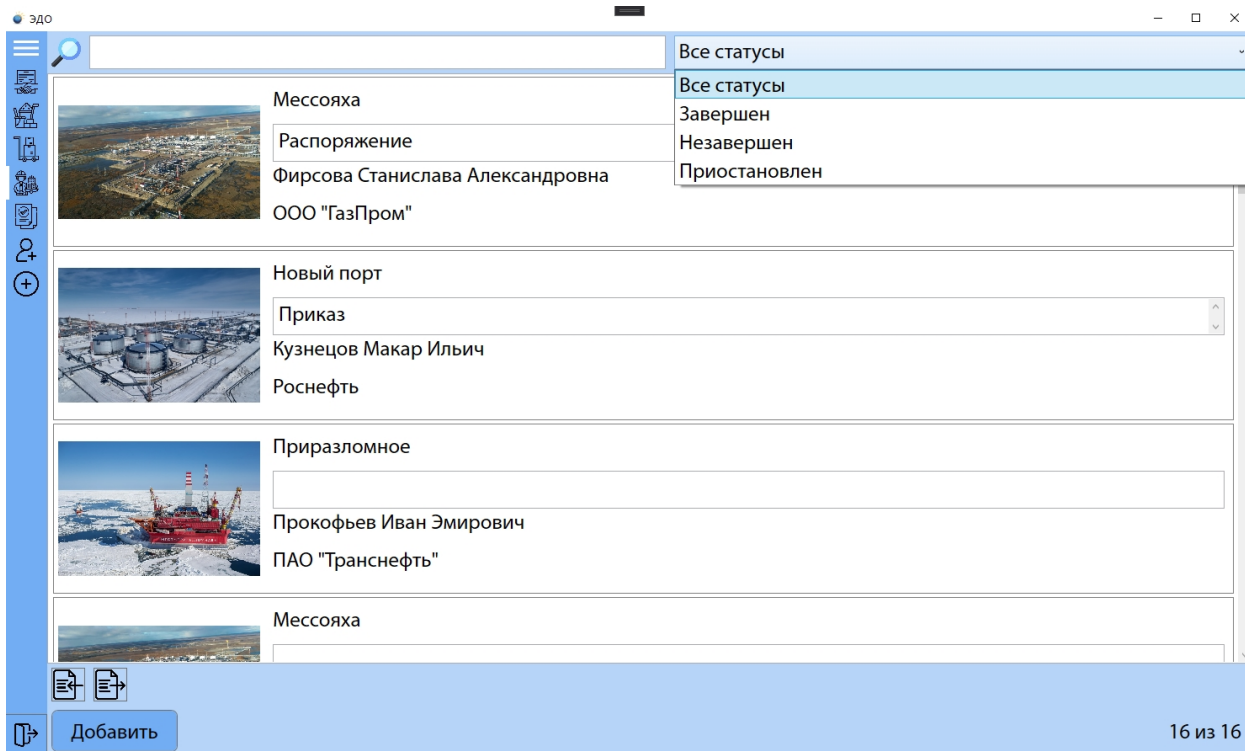 ЭДО
Все статусы
Все статусы
Завершен
Незавершен
Приостановлен
Мессояха
Распоряжение
Фирсова Станислава Александровна
ООО "ГазПром"
Новый порт
Приказ
Кузнецов Макар Ильич
Роснефть
Приразломное
Прокофьев Иван Эмирович
ПАО "Транснефть"
Мессояха
Добавить
16 из 16